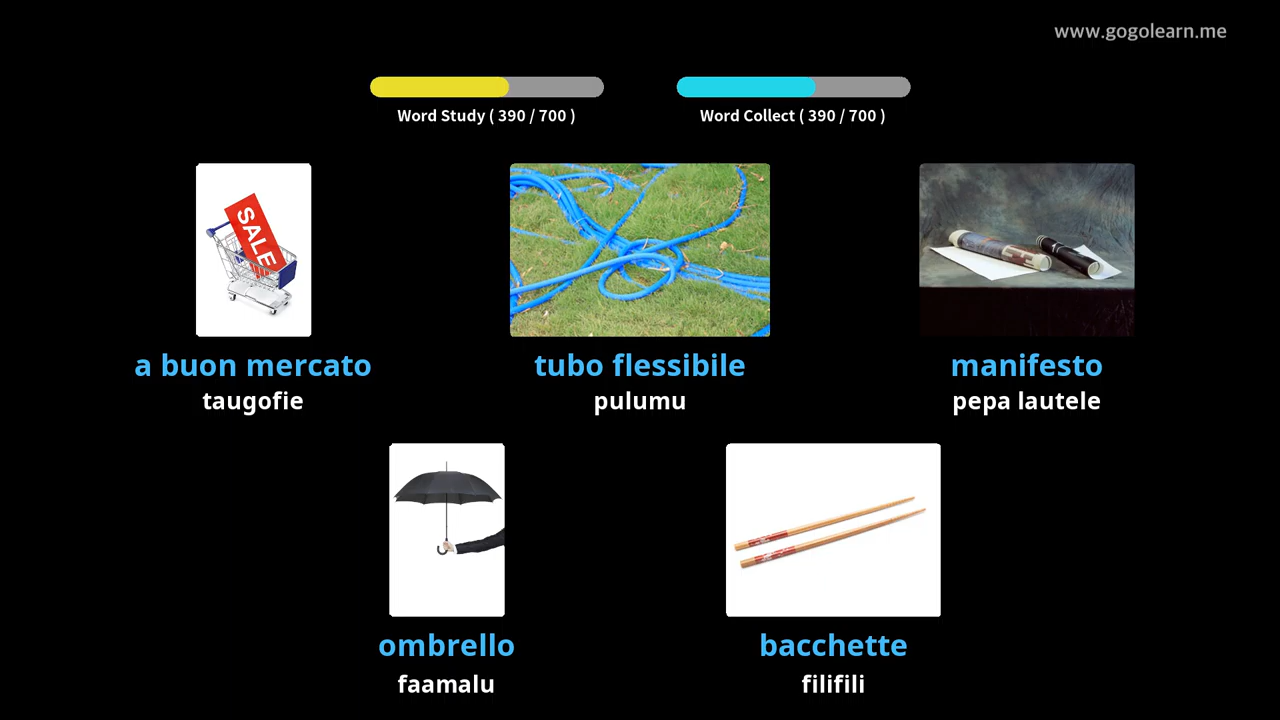 www.gogolearn.me
Word Study ( 390 / 700 )
Word Collect ( 390 / 700 )
SALE
a buon mercato
taugofie
tubo flessibile
pulumu
manifesto
pepa lautele
ombrello
faamalu
bacchette
filifili